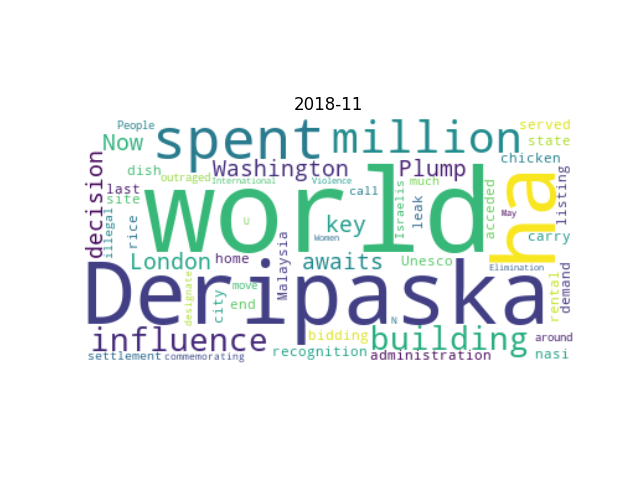 2018-11
People
served
Now
spent
million
state
decision
dish
Washington
Plump
chicken
outraged
International
Violence
last
site
world
call
Israelis
much
leak
acceded
May
ha
listing
illegal
rice
U
key
Women
carry
London
home
Malaysia
awaits
Unesco
Elimination
Deripaska
designate
city
move
end
rental
demand
influence
bidding
N
building
around
settlement
commemorating
recognition
administration
nasi